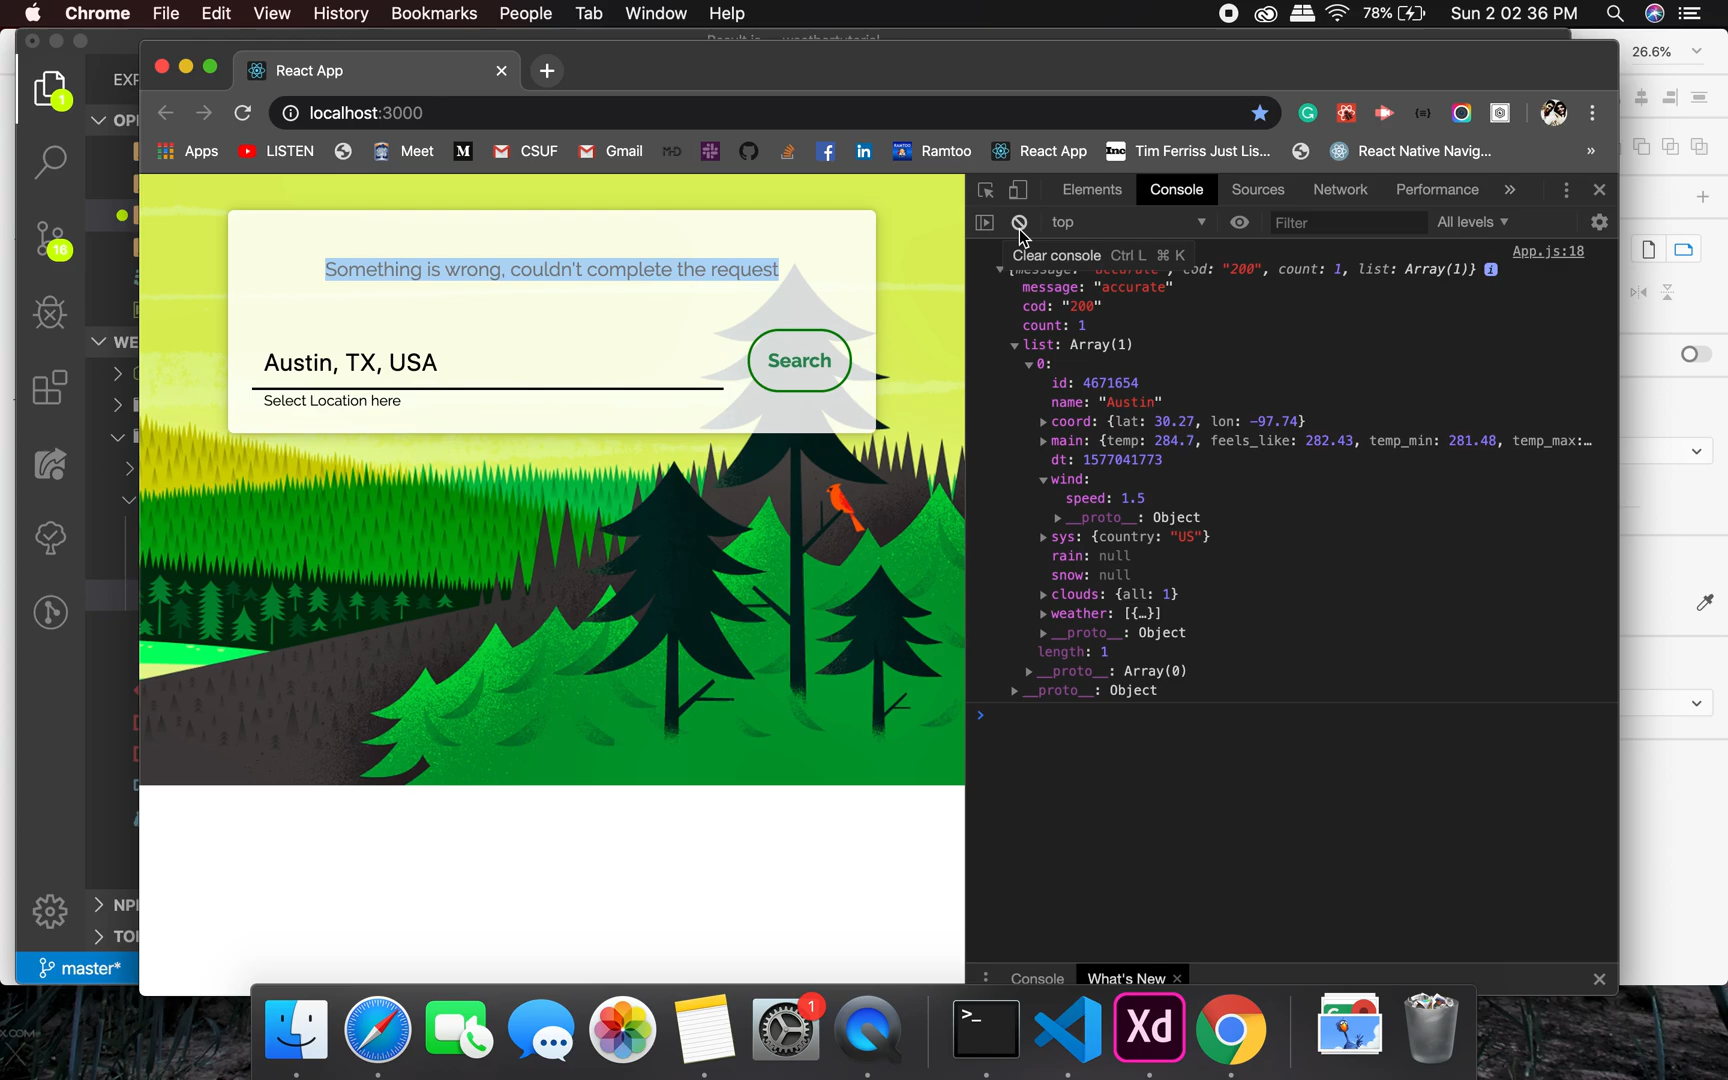 Chrome File Edit View History Bookmarks People Tab Window Help 78% Sun 2 02 36 PM
26.6%
React App
localhost:3000
Apps LISTEN Meet M CSUF Gmail Ramtoo React App Inc Tim Ferriss Just Lis... React Native Navig... »
Elements Console Sources Network Performance »
top Filter All levels
Clear console Ctrl L ⌘ K
App.js:18
cod: "200", count: 1, list: Array(1)}
message: "accurate"
cod: "200"
count: 1
list: Array(1)
0:
id: 4671654
name: "Austin"
coord: {lat: 30.27, lon: -97.74}
main: {temp: 284.7, feels_like: 282.43, temp_min: 281.48, temp_max:...
dt: 1577041773
wind:
speed: 1.5
__proto__: Object
sys: {country: "US"}
rain: null
snow: null
clouds: {all: 1}
weather: [{…}]
__proto__: Object
length: 1
__proto__: Array(0)
__proto__: Object
Console What's New
Something is wrong, couldn't complete the request
Austin, TX, USA
Search
Select Location here
1
16
master*
1
Xd